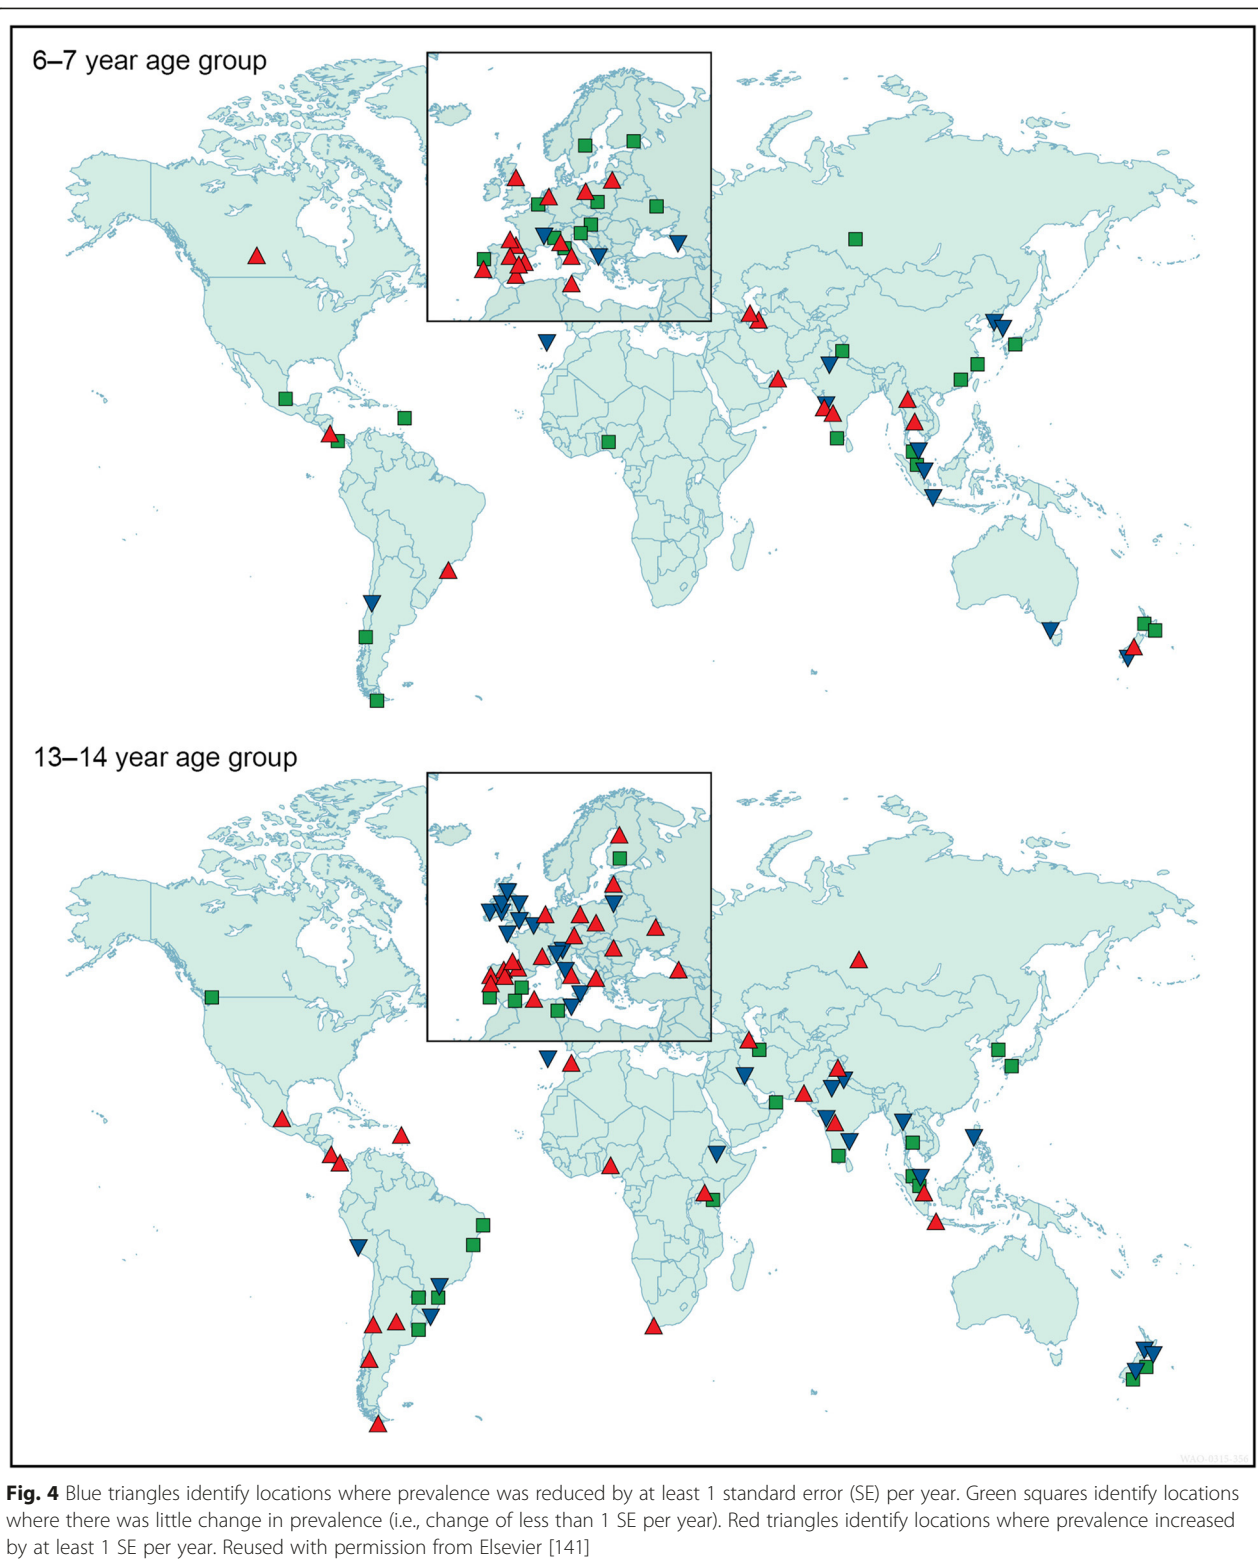 6–7 year age group
13–14 year age group
WAO-0315-356
Fig. 4 Blue triangles identify locations where prevalence was reduced by at least 1 standard error (SE) per year. Green squares identify locations
where there was little change in prevalence (i.e., change of less than 1 SE per year). Red triangles identify locations where prevalence increased
by at least 1 SE per year. Reused with permission from Elsevier [141]